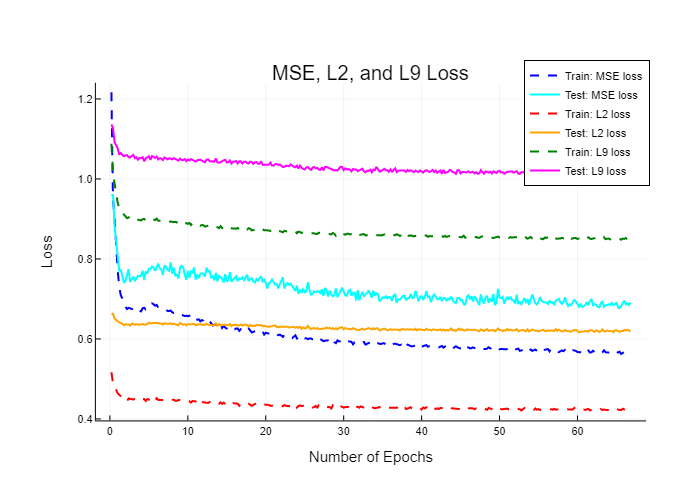 MSE, L2, and L9 Loss
Train: MSE loss
Test: MSE loss
Train: L2 loss
Test: L2 loss
Train: L9 loss
Test: L9 loss
1.2
1.0
0.8
0.6
0.4
Loss
0 10 20 30 40 50 60
Number of Epochs